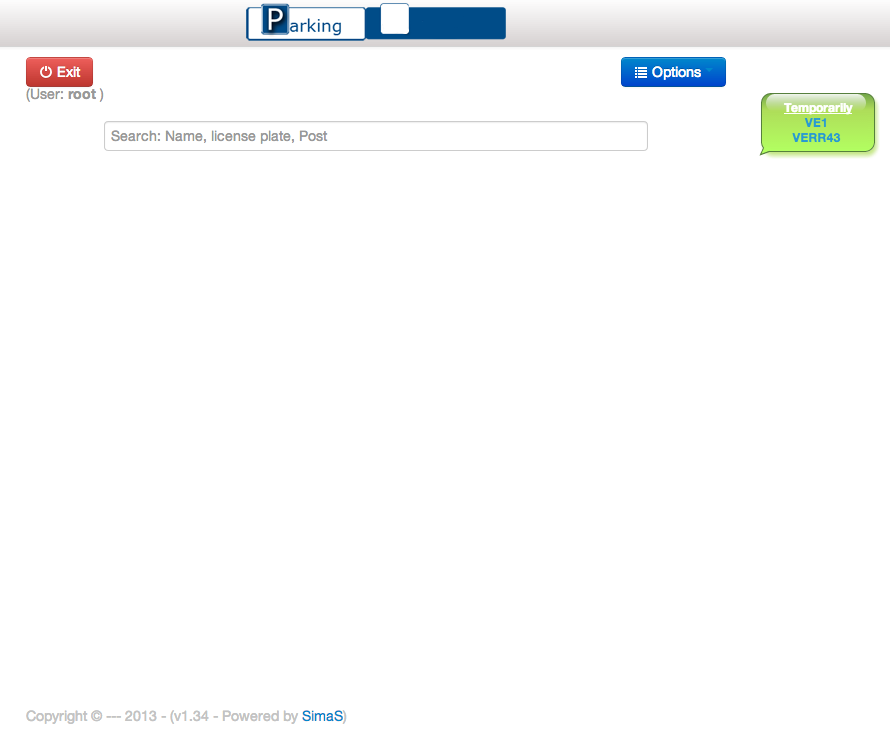 Parking
Exit
Options
(User: root )
Temporarily
VE1
VERR43
Search: Name, license plate, Post
Copyright © --- 2013 - (v1.34 - Powered by SimaS)